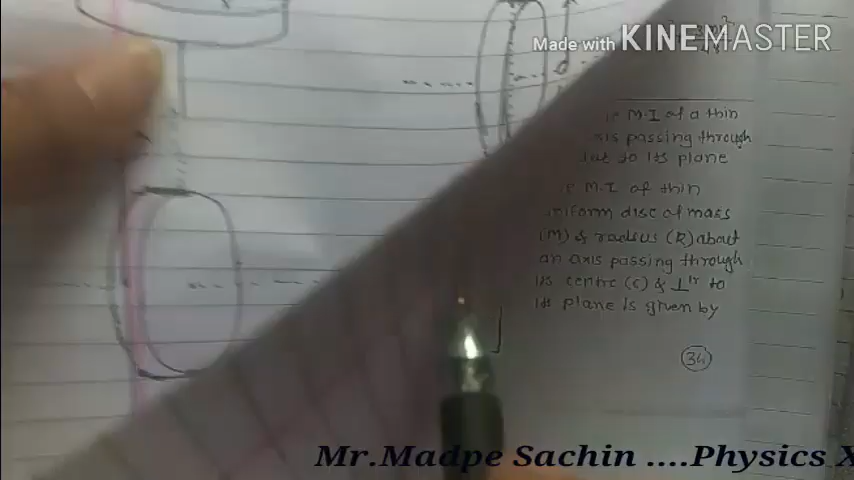 Made with KINEMASTER
M.I of a thin
axis passing through
to its plane
M.I of thin
uniform disc of mass
(M) & radius (R) about
an axis passing through
its centre (c) & ⊥ʳ to
its plane is given by
34
Mr.Madpe Sachin ....Physics X